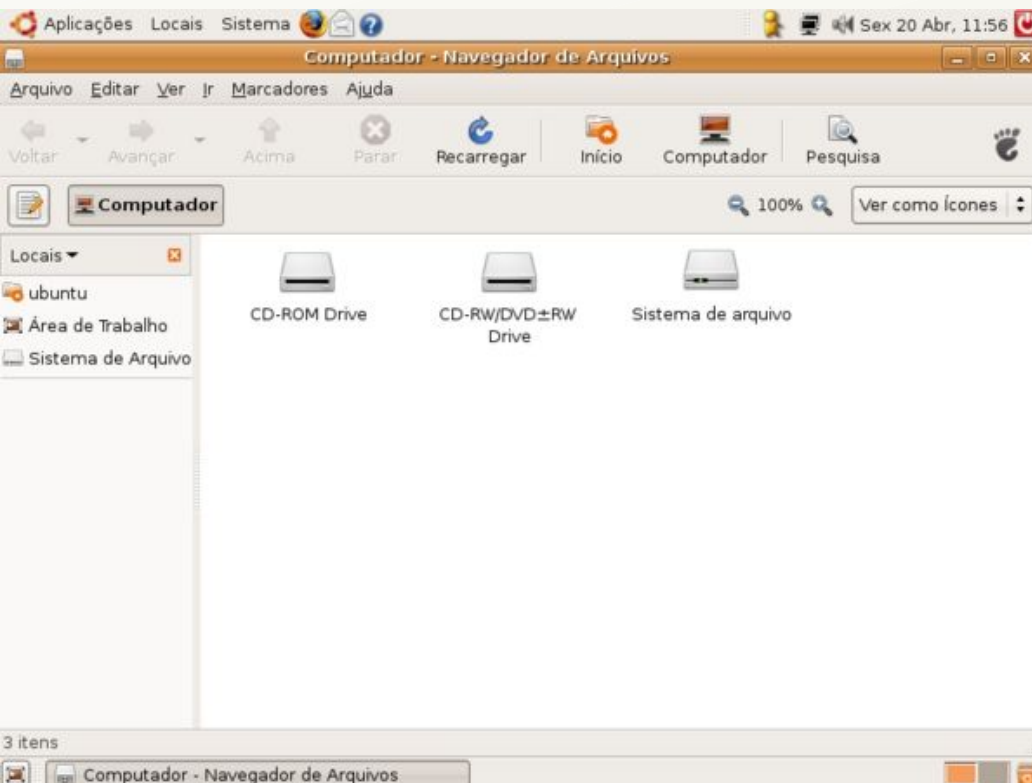 Aplicações Locais Sistema Sex 20 Abr, 11:56
Computador - Navegador de Arquivos
Arquivo Editar Ver Ir Marcadores Ajuda
Voltar Avançar Acima Parar Recarregar Início Computador Pesquisa
Computador 100% Ver como Ícones
Locais
ubuntu
Área de Trabalho
Sistema de Arquivo
CD-ROM Drive
CD-RW/DVD±RW
Drive
Sistema de arquivo
3 itens
Computador - Navegador de Arquivos